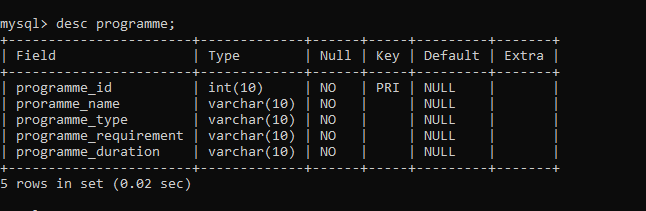 mysql> desc programme;
+-----------------------+-------------+------+-----+---------+-------+
| Field                 | Type        | Null | Key | Default | Extra |
+-----------------------+-------------+------+-----+---------+-------+
| programme_id          | int(10)     | NO   | PRI | NULL    |       |
| proramme_name         | varchar(10) | NO   |     | NULL    |       |
| programme_type        | varchar(10) | NO   |     | NULL    |       |
| programme_requirement | varchar(10) | NO   |     | NULL    |       |
| programme_duration    | varchar(10) | NO   |     | NULL    |       |
+-----------------------+-------------+------+-----+---------+-------+
5 rows in set (0.02 sec)